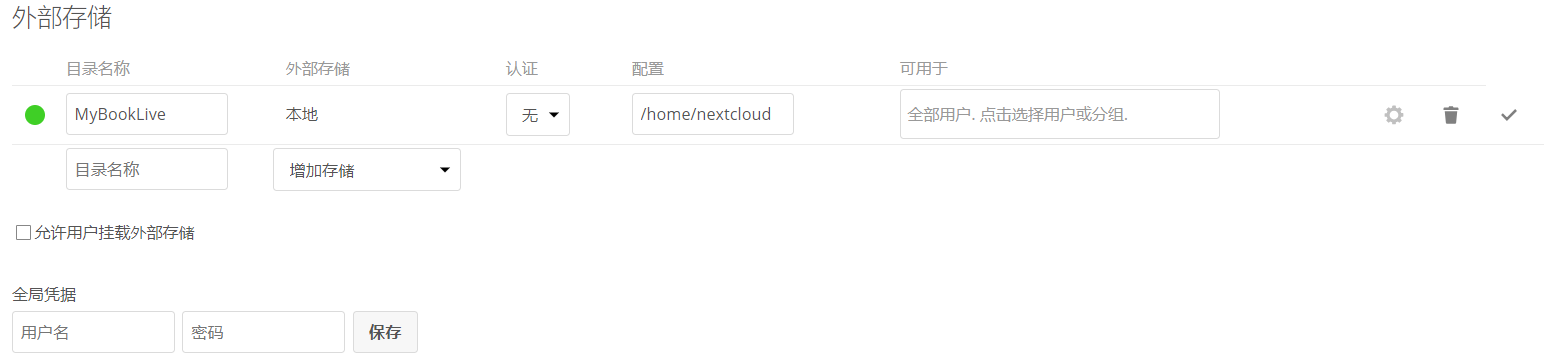 外部存储
目录名称 外部存储 认证 配置 可用于
MyBookLive 本地 无 /home/nextcloud 全部用户. 点击选择用户或分组.
目录名称 增加存储
允许用户挂载外部存储
全局凭据
用户名 密码 保存